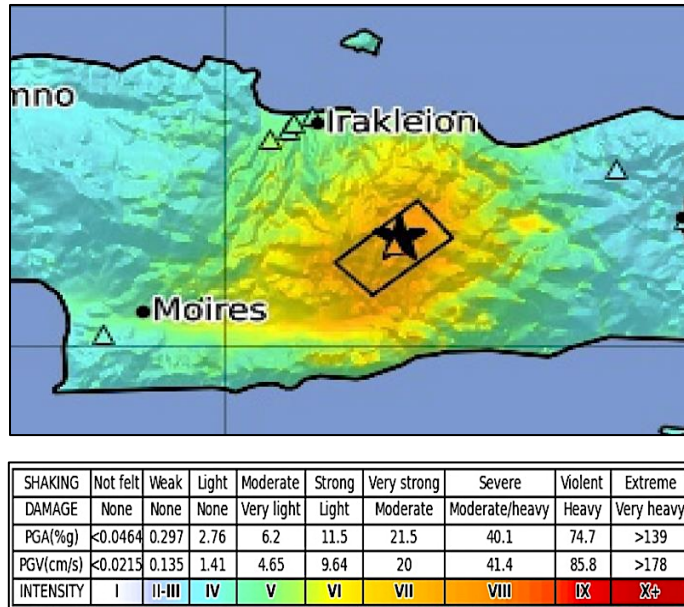 mno
Irakleion
Moires
SHAKING Not felt Weak Light Moderate Strong Very strong Severe Violent Extreme
DAMAGE None None None Very light Light Moderate Moderate/heavy Heavy Very heavy
PGA(%g) <0.0464 0.297 2.76 6.2 11.5 21.5 40.1 74.7 >139
PGV(cm/s) <0.0215 0.135 1.41 4.65 9.64 20 41.4 85.8 >178
INTENSITY I II-III IV V VI VII VIII IX X+